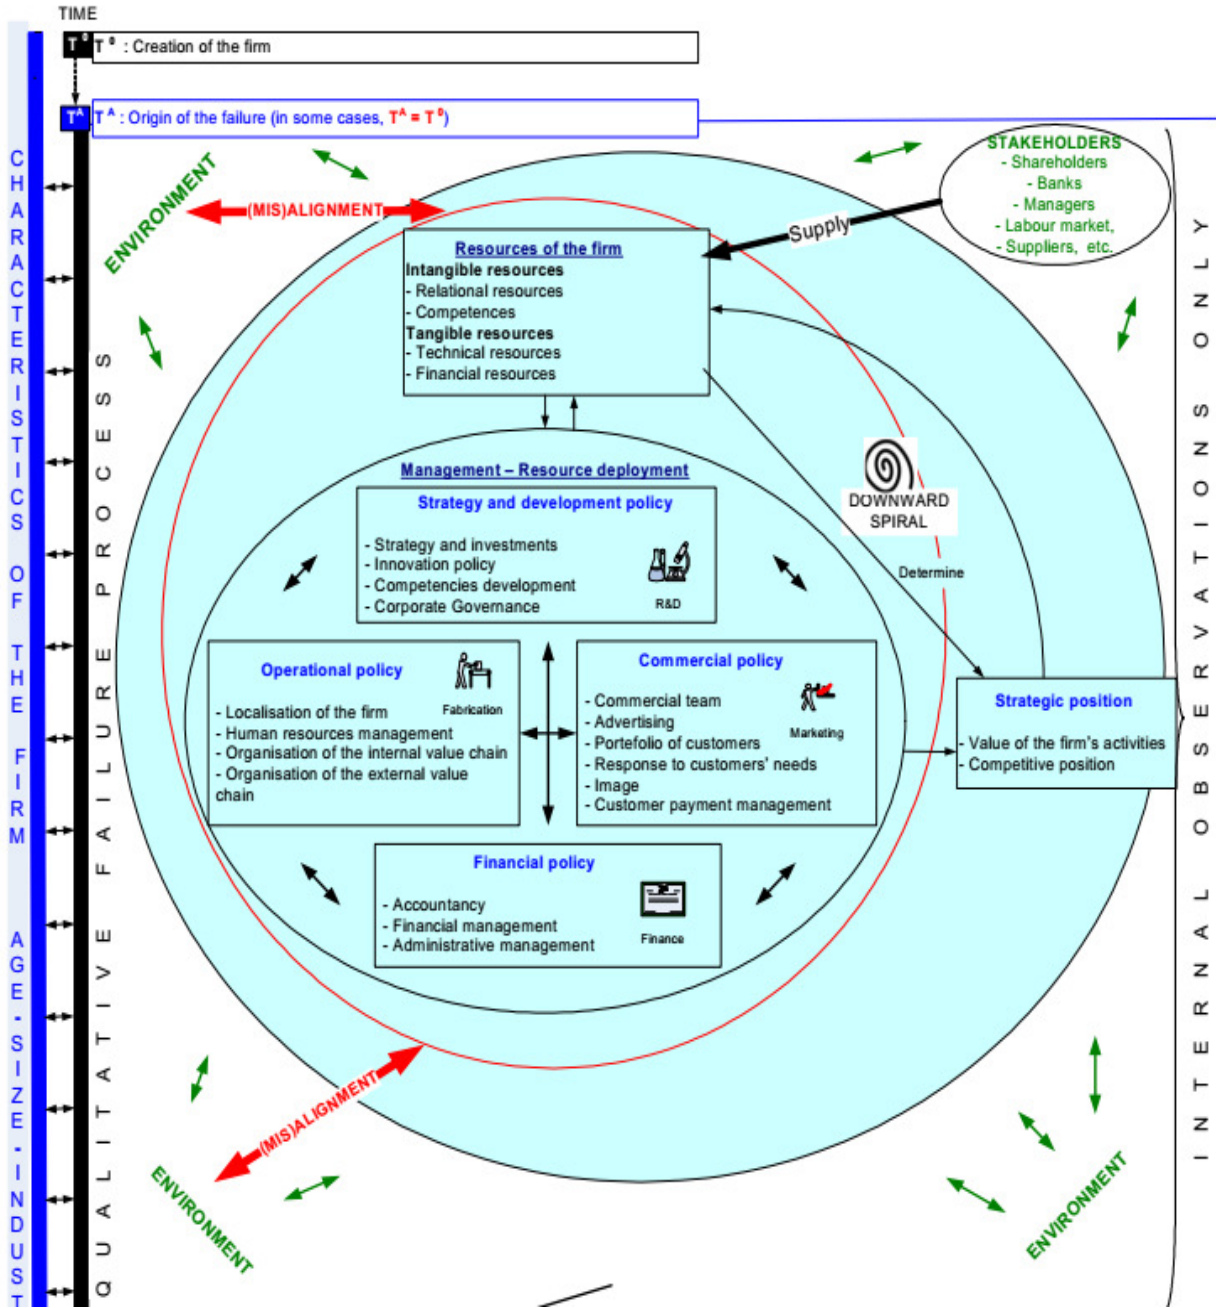 TIME
T⁰ T⁰ : Creation of the firm
Tᴬ Tᴬ : Origin of the failure (in some cases, Tᴬ = T⁰)
CHARACTERISTICS OF THE FIRM AGE-SIZE-INDUST
QUALITATIVE FAILURE PROCESS
ENVIRONMENT
(MIS)ALIGNMENT
STAKEHOLDERS
- Shareholders
- Banks
- Managers
- Labour market,
- Suppliers, etc.
Supply
Resources of the firm
Intangible resources
- Relational resources
- Competences
Tangible resources
- Technical resources
- Financial resources
DOWNWARD
SPIRAL
Determine
Management – Resource deployment
Strategy and development policy
- Strategy and investments
- Innovation policy
- Competencies development
- Corporate Governance
R&D
Operational policy
Fabrication
- Localisation of the firm
- Human resources management
- Organisation of the internal value chain
- Organisation of the external value
chain
Commercial policy
- Commercial team
- Advertising
- Portefolio of customers
- Response to customers' needs
- Image
- Customer payment management
Marketing
Strategic position
- Value of the firm's activities
- Competitive position
Financial policy
- Accountancy
- Financial management
- Administrative management
Finance
(MIS)ALIGNMENT
ENVIRONMENT
ENVIRONMENT
INTERNAL OBSERVATIONS ONLY